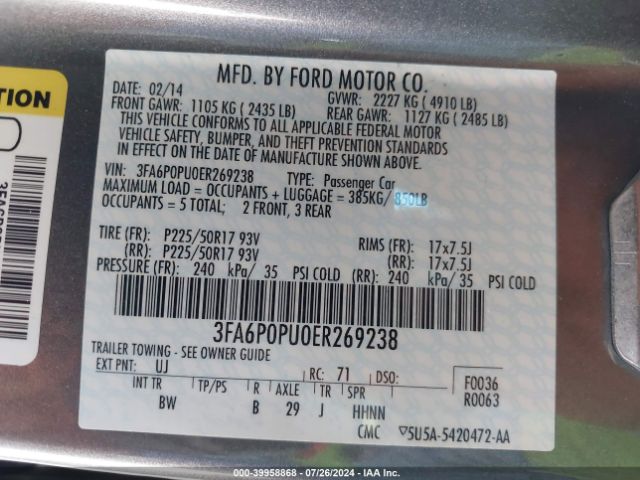 MFD. BY FORD MOTOR CO.
DATE: 02/14 GVWR: 2227 KG ( 4910 LB)
FRONT GAWR: 1105 KG ( 2435 LB) REAR GAWR: 1127 KG ( 2485 LB)
THIS VEHICLE CONFORMS TO ALL APPLICABLE FEDERAL MOTOR
VEHICLE SAFETY, BUMPER, AND THEFT PREVENTION STANDARDS
IN EFFECT ON THE DATE OF MANUFACTURE SHOWN ABOVE.
VIN: 3FA6P0PU0ER269238 TYPE: Passenger Car
MAXIMUM LOAD = OCCUPANTS + LUGGAGE = 385KG/ 850LB
OCCUPANTS = 5 TOTAL; 2 FRONT, 3 REAR
TIRE (FR): P225/50R17 93V RIMS (FR): 17x7.5J
(RR): P225/50R17 93V (RR): 17x7.5J
PRESSURE (FR): 240 kPa/ 35 PSI COLD (RR): 240 kPa/35 PSI COLD
3FA6P0PU0ER269238
TRAILER TOWING - SEE OWNER GUIDE
EXT PNT: UJ RC: 71 DSO: F0036
INT TR TP/PS R AXLE TR SPR R0063
BW B 29 J HHNN
CMC ▽5U5A-5420472-AA
TION
000-39958868 - 07/26/2024 - IAA Inc.